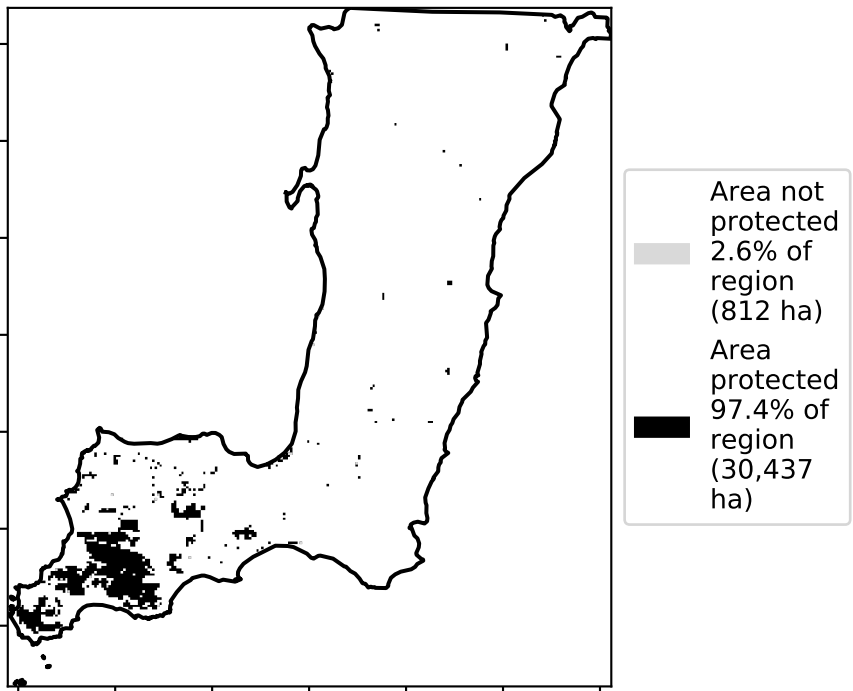 Area not
protected
2.6% of
region
(812 ha)
Area
protected
97.4% of
region
(30,437
ha)